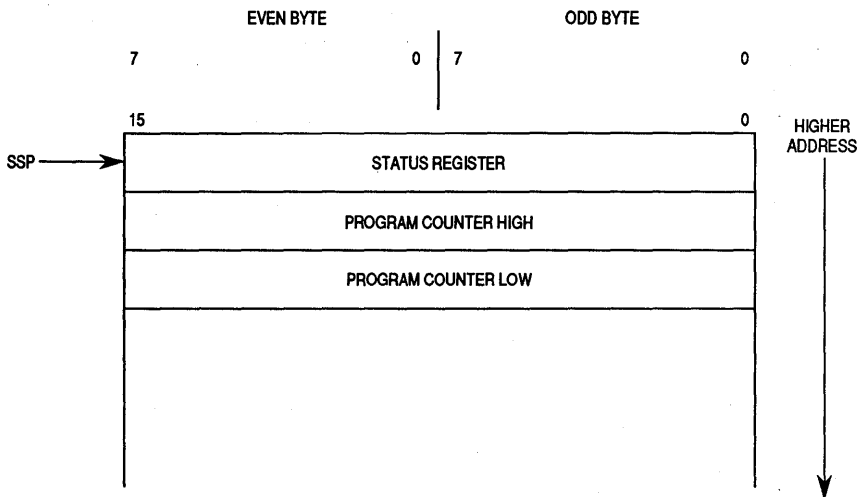 EVEN BYTE ODD BYTE
7 0 7 0
15 0
HIGHER
ADDRESS
SSP
STATUS REGISTER
PROGRAM COUNTER HIGH
PROGRAM COUNTER LOW